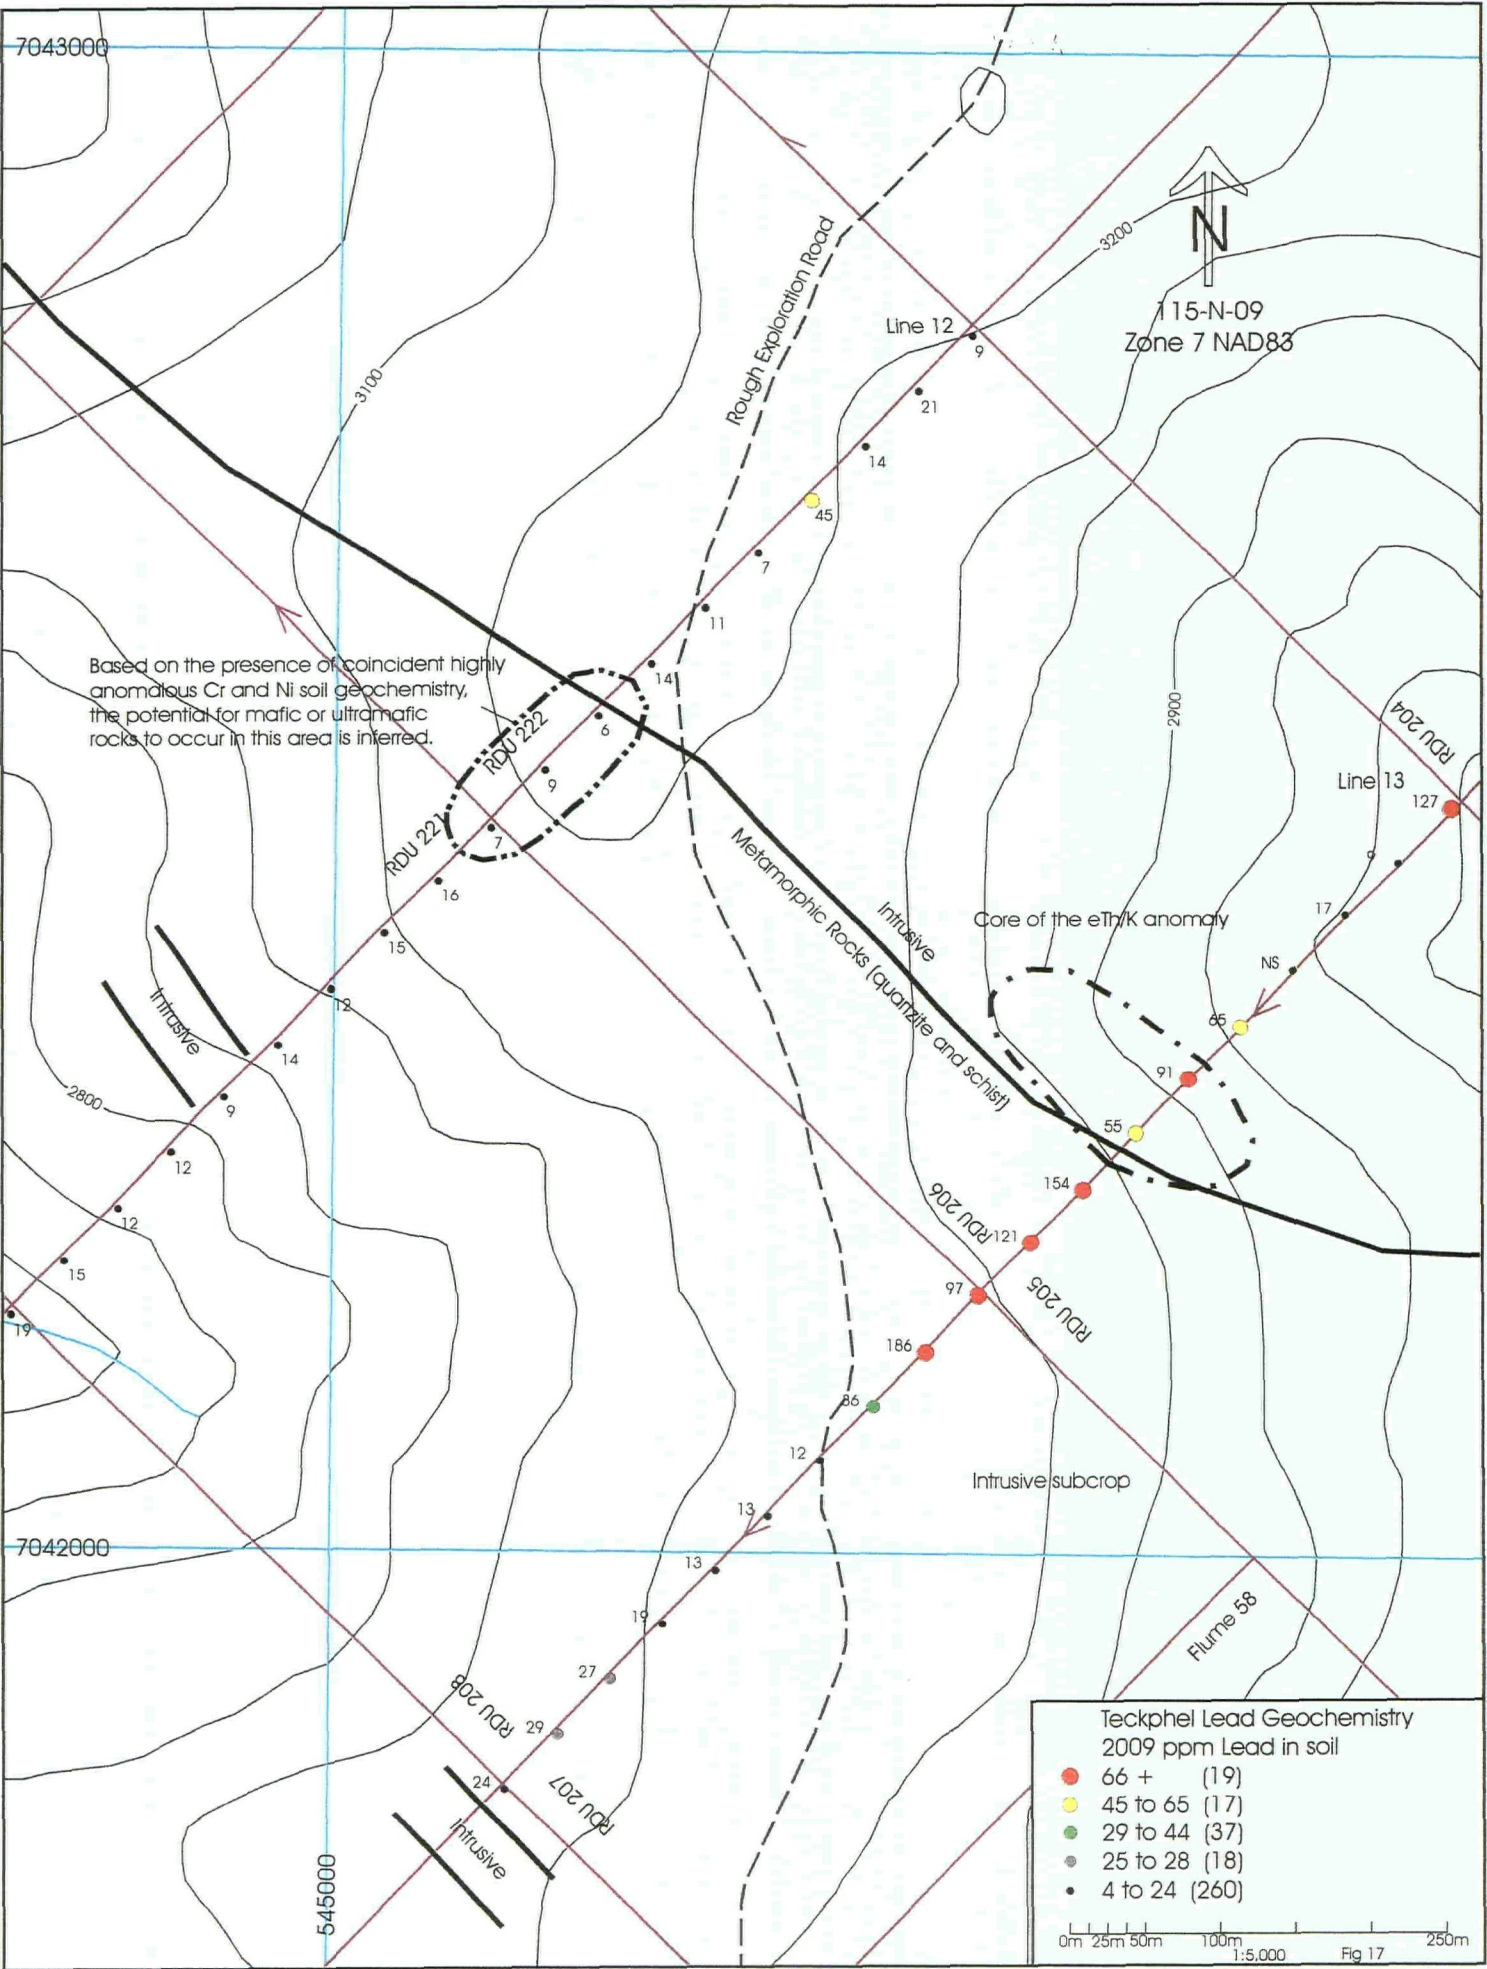 7043000
3200
N
115-N-09
Zone 7 NAD83
Rough Exploration Road
Line 12
9
21
14
45
7
11
14
3100
Based on the presence of coincident highly
anomalous Cr and Ni soil geochemistry,
the potential for mafic or ultramafic
rocks to occur in this area is inferred.
RDU 222
6
9
7
RDU 221
16
15
12
14
9
12
12
15
19
Intrusive
2800
2900
RDU 204
Line 13
127
9
17
NS
65
91
55
154
121
97
186
12
13
13
19
27
29
24
Metamorphic Rocks (quartzite and schist)
Intrusive
Core of the eTh/K anomaly
RDU 206
RDU 205
Intrusive subcrop
7042000
Flume 58
RDU 208
RDU 207
Intrusive
545000
Teckphel Lead Geochemistry
2009 ppm Lead in soil
66 + (19)
45 to 65 (17)
29 to 44 (37)
25 to 28 (18)
4 to 24 (260)
0m 25m 50m 100m 250m
1:5,000 Fig 17